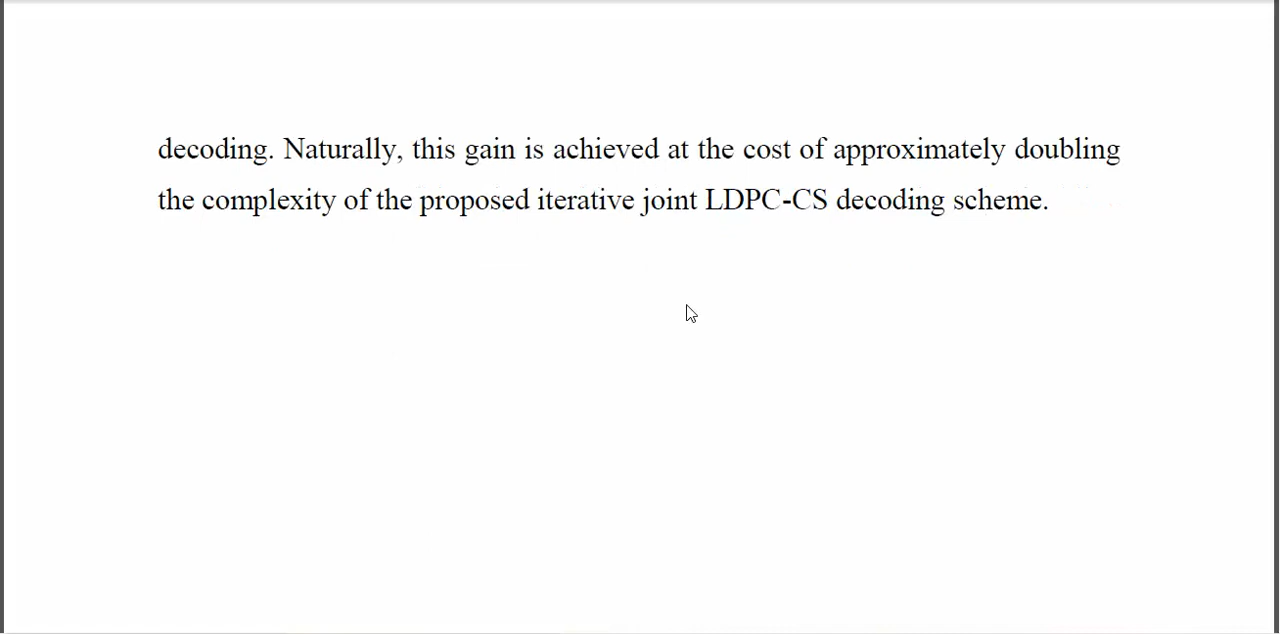 decoding. Naturally, this gain is achieved at the cost of approximately doubling
the complexity of the proposed iterative joint LDPC-CS decoding scheme.